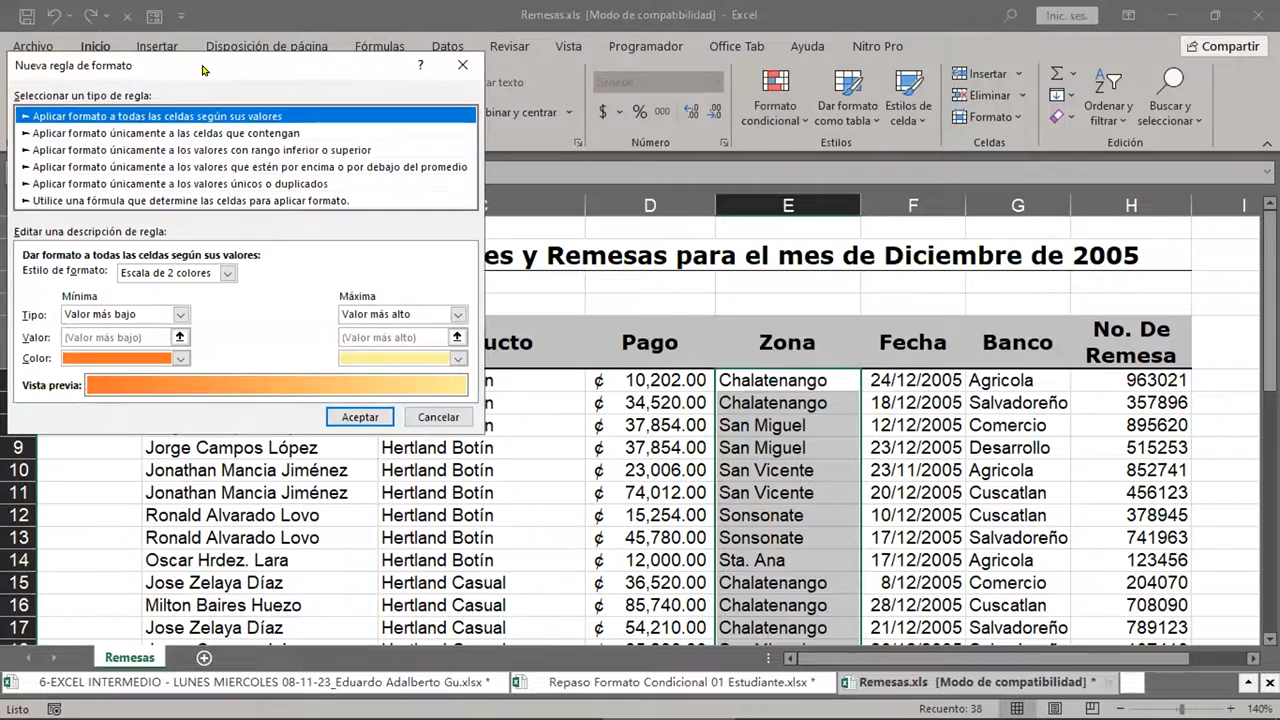 Remesas.xls [Modo de compatibilidad] - Excel
Inic. ses.
Archivo Inicio Insertar Disposición de página Fórmulas Datos Revisar Vista Programador Office Tab Ayuda Nitro Pro Compartir
Nueva regla de formato ?
Seleccionar un tipo de regla:
► Aplicar formato a todas las celdas según sus valores
► Aplicar formato únicamente a las celdas que contengan
► Aplicar formato únicamente a los valores con rango inferior o superior
► Aplicar formato únicamente a los valores que estén por encima o por debajo del promedio
► Aplicar formato únicamente a los valores únicos o duplicados
► Utilice una fórmula que determine las celdas para aplicar formato.
Editar una descripción de regla:
Dar formato a todas las celdas según sus valores:
Estilo de formato: Escala de 2 colores
Mínima Máxima
Tipo: Valor más bajo Valor más alto
Valor: (Valor más bajo) (Valor más alto)
Color:
Vista previa:
Aceptar Cancelar
ar texto
binar y centrar
General
$ % 000
Número
Formato condicional
Dar formato como tabla
Estilos de celda
Estilos
Insertar
Eliminar
Formato
Celdas
Ordenar y filtrar
Buscar y seleccionar
Edición
D E F G H I
es y Remesas para el mes de Diciembre de 2005
ucto Pago Zona Fecha Banco No. De Remesa
n ¢ 10,202.00 Chalatenango 24/12/2005 Agricola 963021
n ¢ 34,520.00 Chalatenango 18/12/2005 Salvadoreño 357896
¢ 37,854.00 San Miguel 12/12/2005 Comercio 895620
9 Jorge Campos López Hertland Botín ¢ 37,854.00 San Miguel 23/12/2005 Desarrollo 515253
10 Jonathan Mancia Jiménez Hertland Botín ¢ 23,006.00 San Vicente 23/11/2005 Agricola 852741
11 Jonathan Mancia Jiménez Hertland Botín ¢ 74,012.00 San Vicente 20/12/2005 Cuscatlan 456123
12 Ronald Alvarado Lovo Hertland Botín ¢ 15,254.00 Sonsonate 10/12/2005 Cuscatlan 378945
13 Ronald Alvarado Lovo Hertland Botín ¢ 45,780.00 Sonsonate 17/12/2005 Salvadoreño 741963
14 Oscar Hrdez. Lara Hertland Botín ¢ 12,000.00 Sta. Ana 17/12/2005 Agricola 123456
15 Jose Zelaya Díaz Hertland Casual ¢ 36,520.00 Chalatenango 8/12/2005 Comercio 204070
16 Milton Baires Huezo Hertland Casual ¢ 85,740.00 Chalatenango 28/12/2005 Cuscatlan 708090
17 Jose Zelaya Díaz Hertland Casual ¢ 54,210.00 Chalatenango 21/12/2005 Salvadoreño 789123
Remesas
6-EXCEL INTERMEDIO - LUNES MIERCOLES 08-11-23_Eduardo Adalberto Gu.xlsx * Repaso Formato Condicional 01 Estudiante.xlsx * Remesas.xls [Modo de compatibilidad] *
Listo Recuento: 38 140%